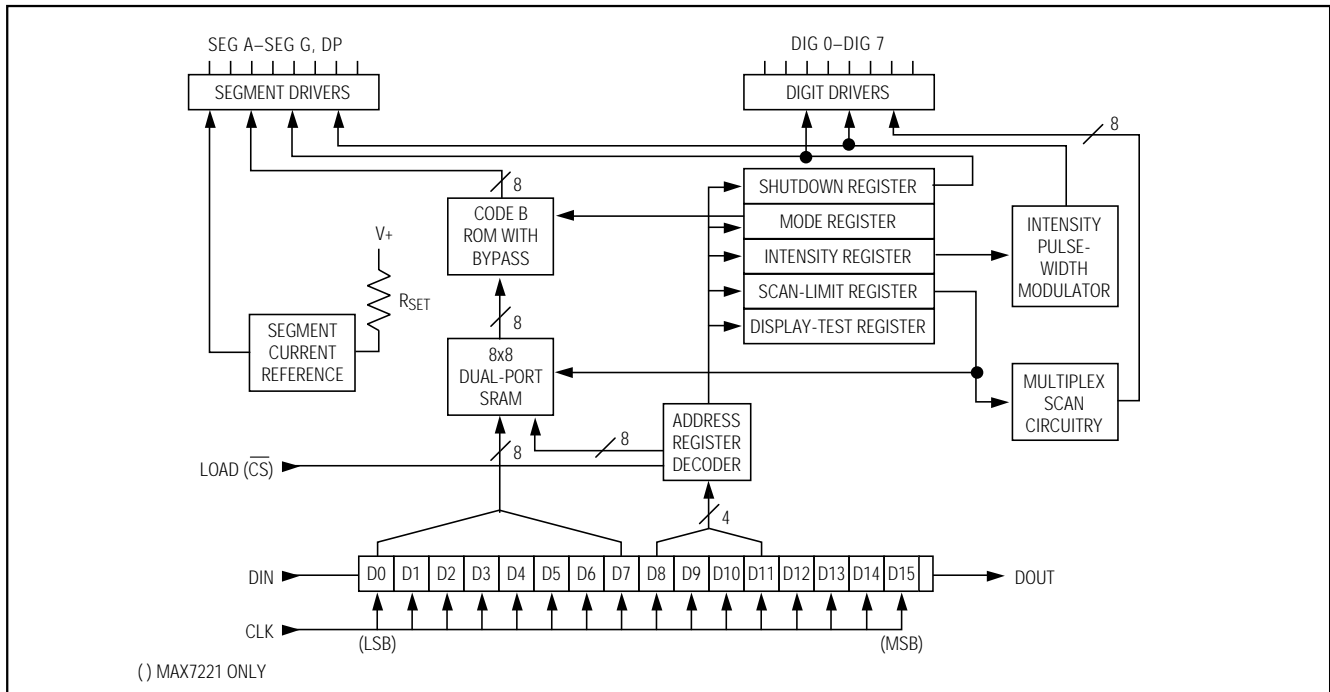 SEG A–SEG G, DP
DIG 0–DIG 7
SEGMENT DRIVERS
DIGIT DRIVERS
8
8
SHUTDOWN REGISTER
MODE REGISTER
INTENSITY REGISTER
SCAN-LIMIT REGISTER
DISPLAY-TEST REGISTER
CODE B
ROM WITH
BYPASS
INTENSITY
PULSE-
WIDTH
MODULATOR
V+
RSET
SEGMENT
CURRENT
REFERENCE
8
8x8
DUAL-PORT
SRAM
MULTIPLEX
SCAN
CIRCUITRY
ADDRESS
REGISTER
DECODER
8
8
LOAD (C̅S̅)
4
DIN
D0 D1 D2 D3 D4 D5 D6 D7 D8 D9 D10 D11 D12 D13 D14 D15
DOUT
CLK
(LSB)
(MSB)
( ) MAX7221 ONLY